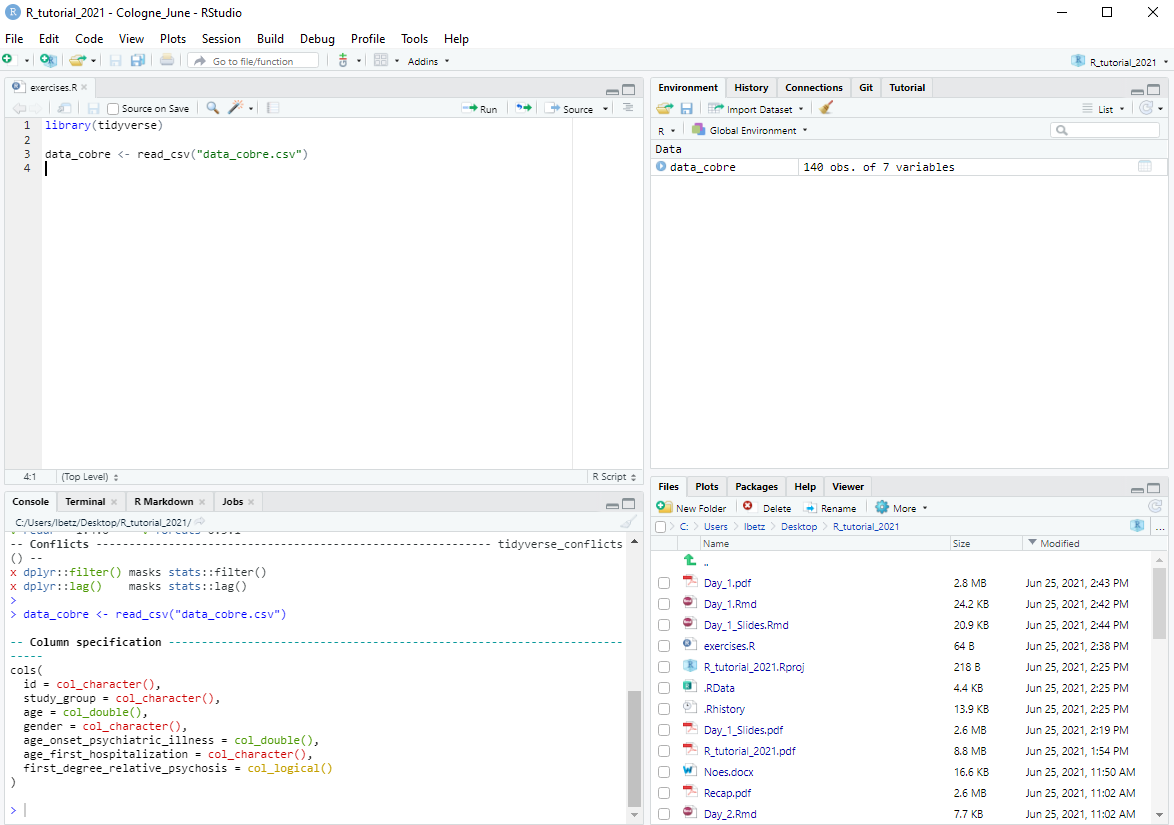 R_tutorial_2021 - Cologne_June - RStudio
File Edit Code View Plots Session Build Debug Profile Tools Help
Go to file/function Addins R_tutorial_2021
exercises.R
Source on Save Run Source
1 library(tidyverse)
2
3 data_cobre <- read_csv("data_cobre.csv")
4
4:1 (Top Level) R Script
Console Terminal R Markdown Jobs
C:/Users/lbetz/Desktop/R_tutorial_2021/
-- Conflicts ---------------------------------------------------------- tidyverse_conflicts
() --
x dplyr::filter() masks stats::filter()
x dplyr::lag()    masks stats::lag()
>
> data_cobre <- read_csv("data_cobre.csv")
-- Column specification --------------------------------------------------------------------
-----
cols(
  id = col_character(),
  study_group = col_character(),
  age = col_double(),
  gender = col_character(),
  age_onset_psychiatric_illness = col_double(),
  age_first_hospitalization = col_character(),
  first_degree_relative_psychosis = col_logical()
)
>
Environment History Connections Git Tutorial
Import Dataset List
R Global Environment
Data
data_cobre 140 obs. of 7 variables
Files Plots Packages Help Viewer
New Folder Delete Rename More
C: Users lbetz Desktop R_tutorial_2021 ...
Name Size Modified
..
Day_1.pdf 2.8 MB Jun 25, 2021, 2:43 PM
Day_1.Rmd 24.2 KB Jun 25, 2021, 2:42 PM
Day_1_Slides.Rmd 20.9 KB Jun 25, 2021, 2:44 PM
exercises.R 64 B Jun 25, 2021, 2:38 PM
R_tutorial_2021.Rproj 218 B Jun 25, 2021, 2:25 PM
.RData 4.4 KB Jun 25, 2021, 2:25 PM
.Rhistory 13.9 KB Jun 25, 2021, 2:25 PM
Day_1_Slides.pdf 2.6 MB Jun 25, 2021, 2:19 PM
R_tutorial_2021.pdf 8.8 MB Jun 25, 2021, 1:54 PM
Noes.docx 16.6 KB Jun 25, 2021, 11:50 AM
Recap.pdf 2.6 MB Jun 25, 2021, 11:02 AM
Day_2.Rmd 7.7 KB Jun 25, 2021, 11:02 AM